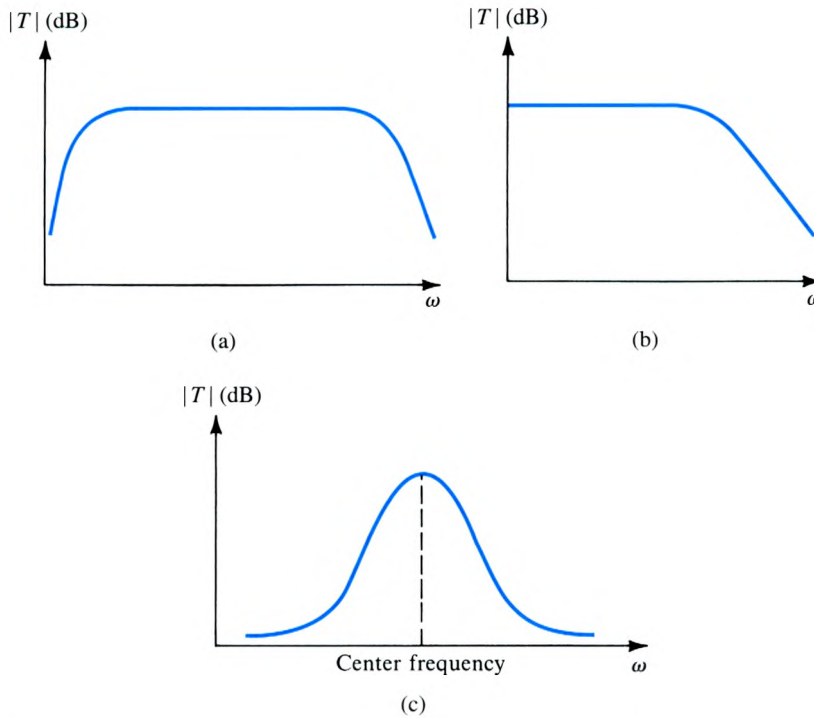 |T| (dB)
ω
(a)
|T| (dB)
ω
(b)
|T| (dB)
Center frequency
ω
(c)